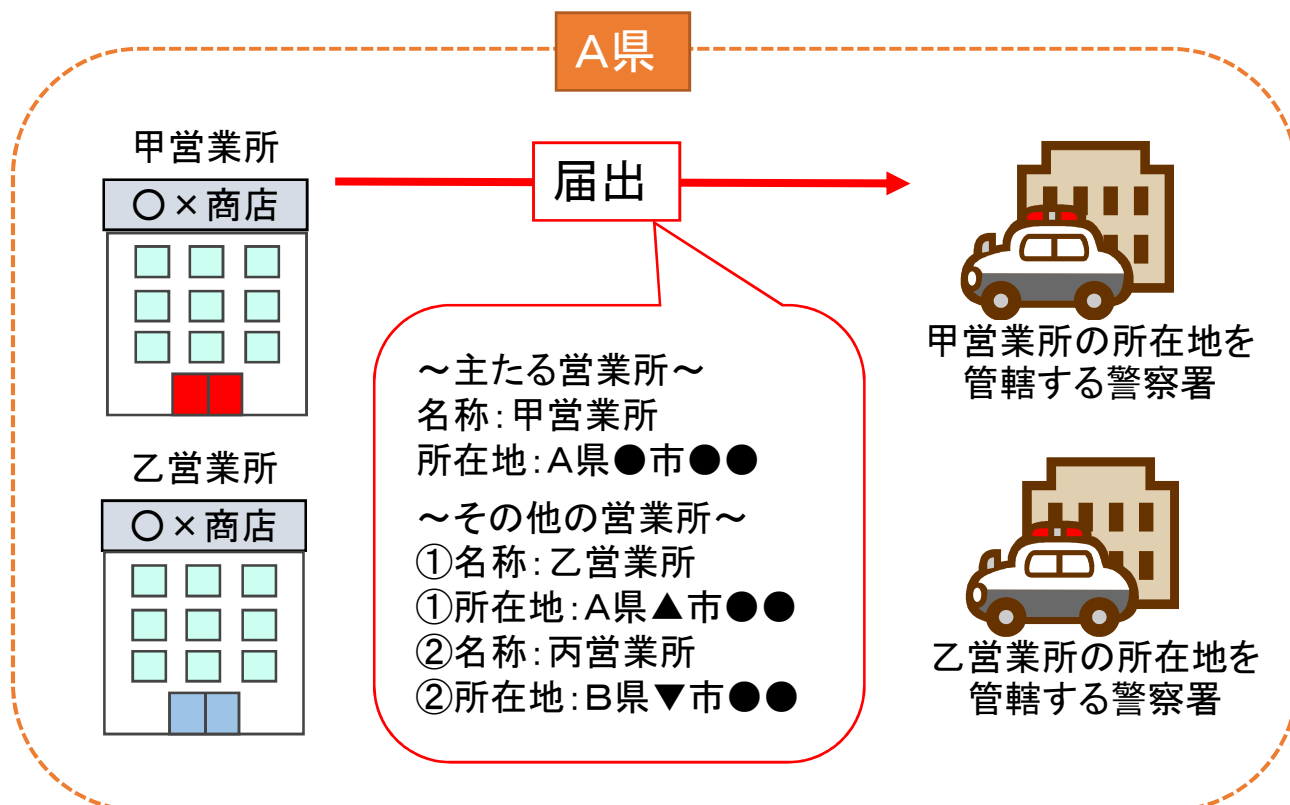 A県
甲営業所
○×商店
届出
～主たる営業所～
名称：甲営業所
所在地：A県●市●●
～その他の営業所～
①名称：乙営業所
①所在地：A県▲市●●
②名称：丙営業所
②所在地：B県▼市●●
甲営業所の所在地を
管轄する警察署
乙営業所
○×商店
乙営業所の所在地を
管轄する警察署